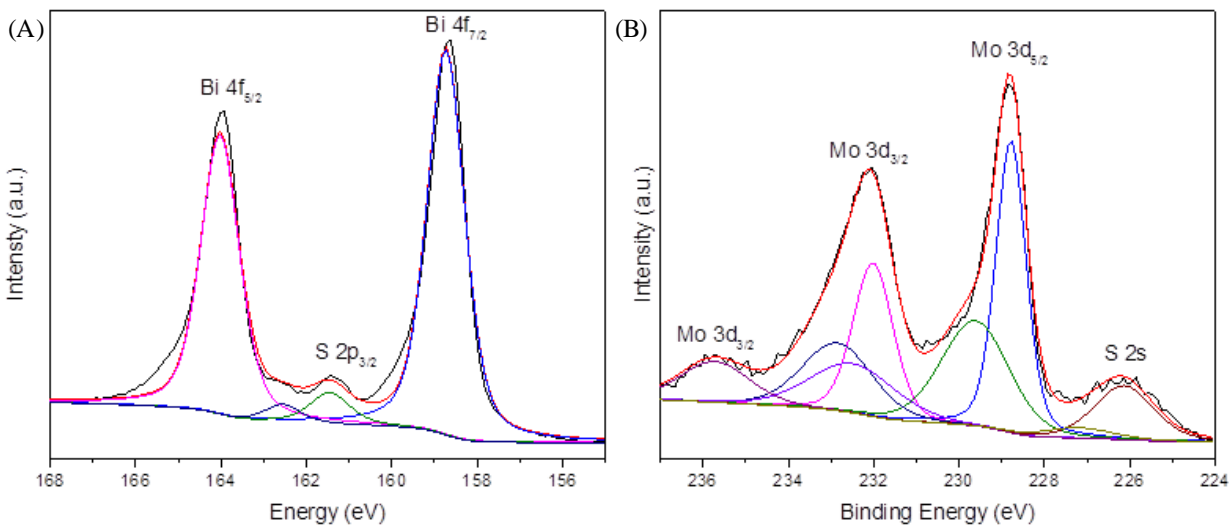 (A)
Bi 4f7/2
Bi 4f5/2
S 2p3/2
Intensty (a.u.)
168 166 164 162 160 158 156
Energy (eV)
(B)
Mo 3d5/2
Mo 3d3/2
Mo 3d3/2
S 2s
Intensity (a.u.)
236 234 232 230 228 226 224
Binding Energy (eV)